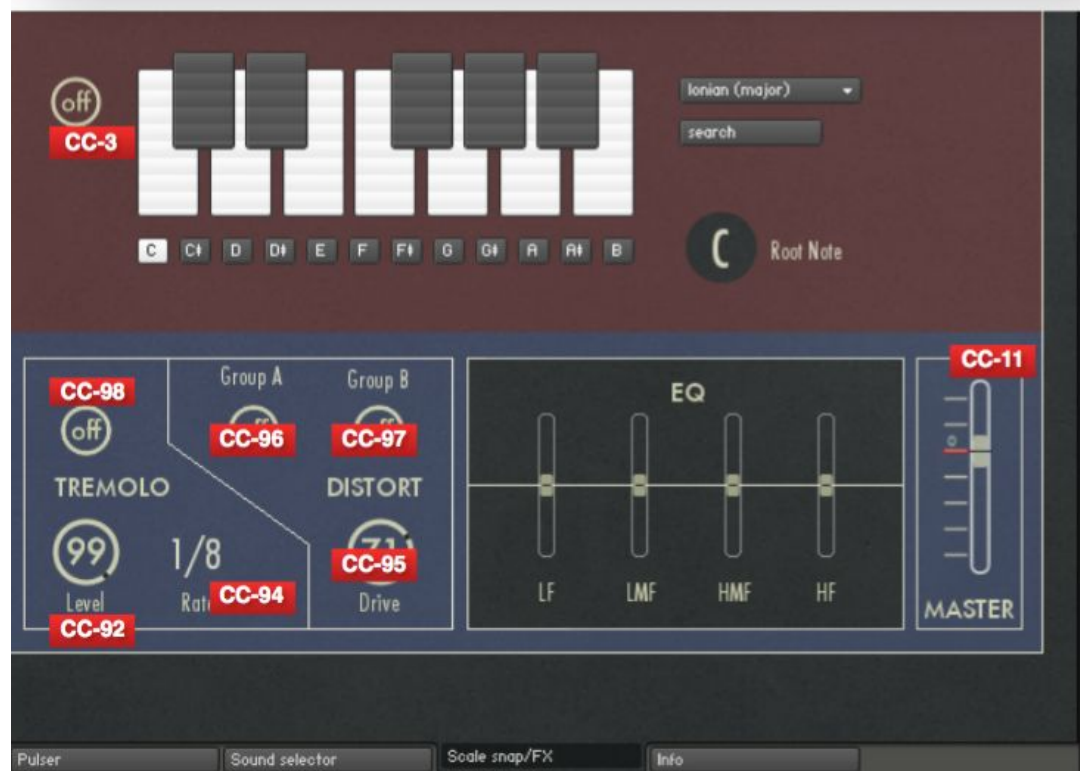 Ionian (major)
off
CC-3
search
C C# D D# E F F# G G# A A# B
C Root Note
CC-11
CC-98
Group A
Group B
EQ
off
CC-96
CC-97
0
TREMOLO
DISTORT
99
1/8
CC-95
CC-94
Level
Drive
CC-92
LF LMF HMF HF
MASTER
Pulser
Sound selector
Scale snap/FX
Info